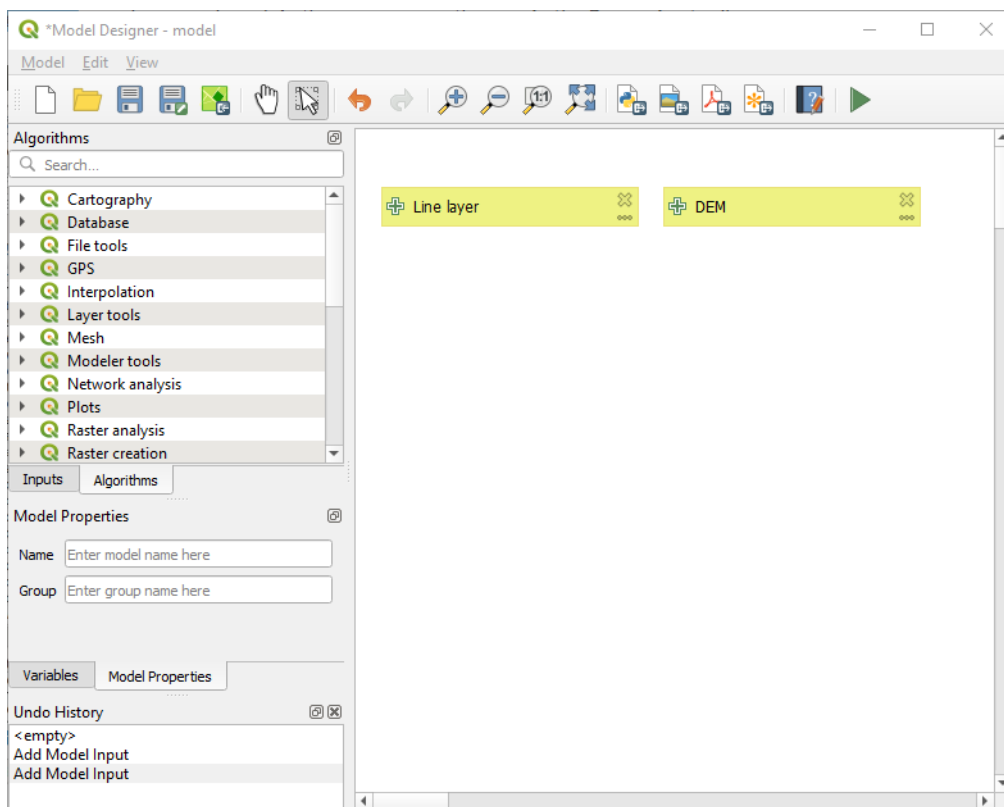 *Model Designer - model
Model Edit View
1:1
Algorithms
Search...
Cartography
Database
File tools
GPS
Interpolation
Layer tools
Mesh
Modeler tools
Network analysis
Plots
Raster analysis
Raster creation
Inputs Algorithms
Model Properties
Name Enter model name here
Group Enter group name here
Variables Model Properties
Undo History
<empty>
Add Model Input
Add Model Input
Line layer
DEM